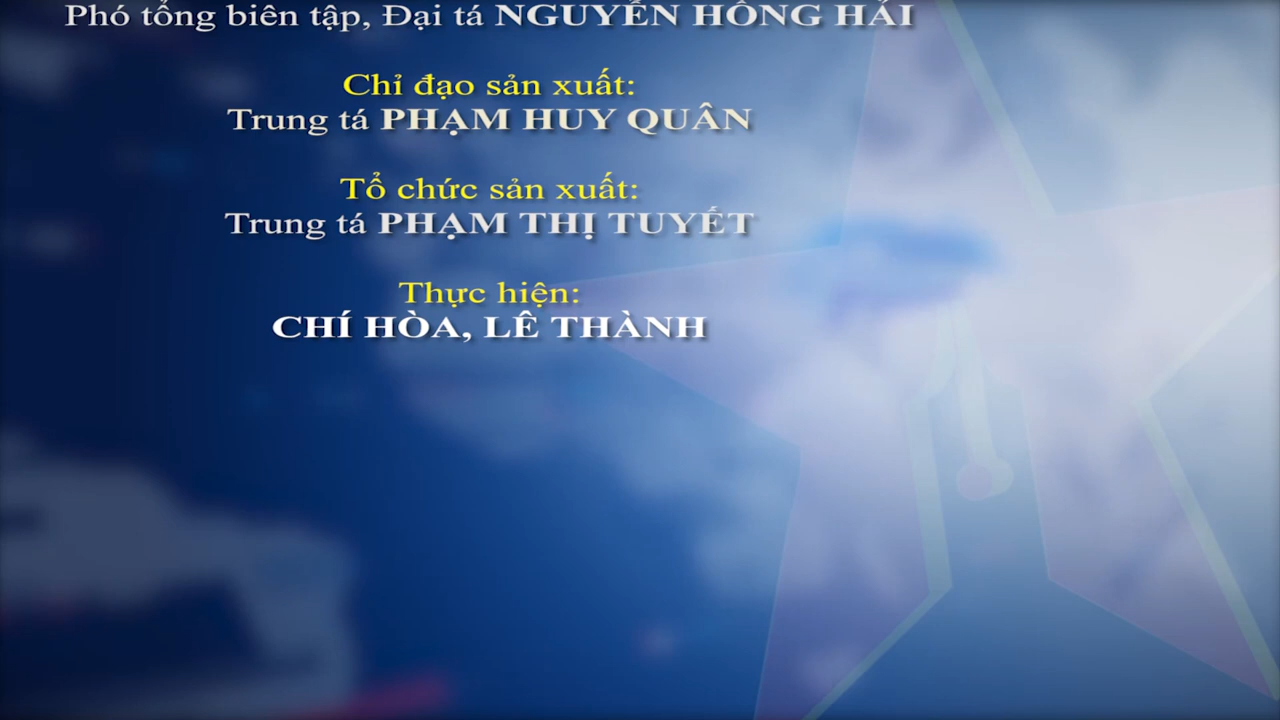 Phó tổng biên tập, Đại tá NGUYỄN HỒNG HẢI
Chỉ đạo sản xuất:
Trung tá PHẠM HUY QUÂN
Tổ chức sản xuất:
Trung tá PHẠM THỊ TUYẾT
Thực hiện:
CHÍ HÒA, LÊ THÀNH